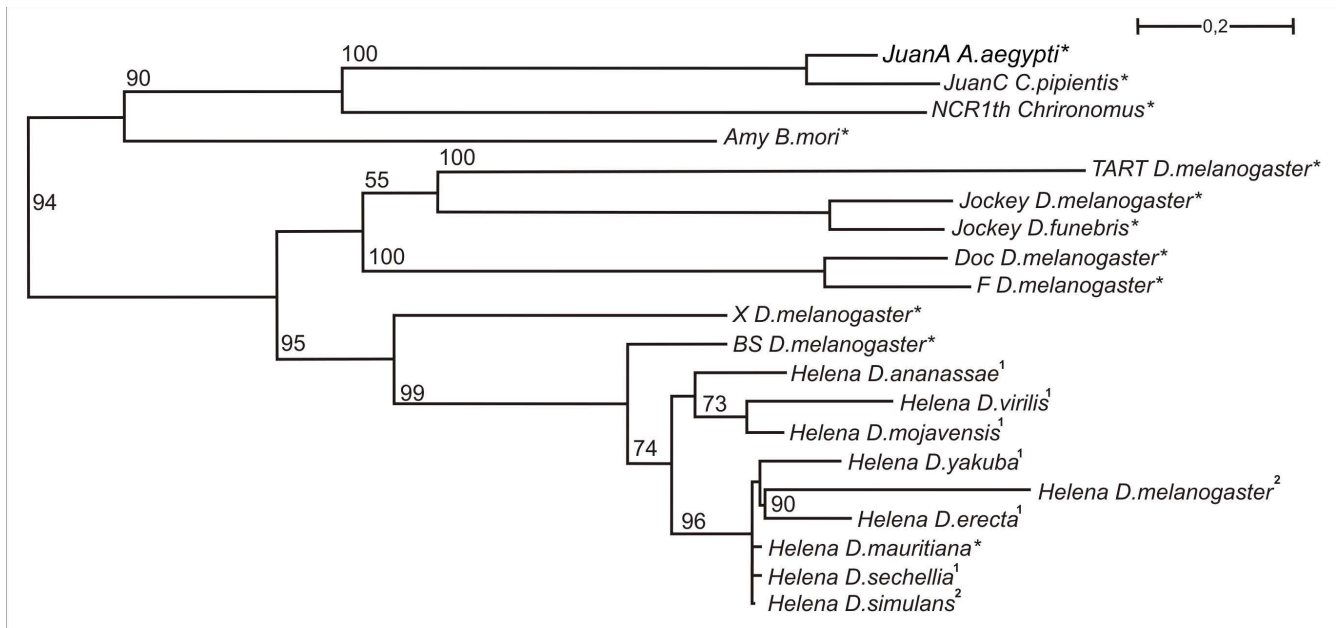 0,2
100
JuanA A.aegypti*
90
JuanC C.pipientis*
NCR1th Chrironomus*
Amy B.mori*
100
TART D.melanogaster*
55
94
Jockey D.melanogaster*
Jockey D.funebris*
100
Doc D.melanogaster*
F D.melanogaster*
X D.melanogaster*
95
BS D.melanogaster*
Helena D.ananassae¹
99
73
Helena D.virilis¹
Helena D.mojavensis¹
74
Helena D.yakuba¹
Helena D.melanogaster²
90
96
Helena D.erecta¹
Helena D.mauritiana*
Helena D.sechellia¹
Helena D.simulans²